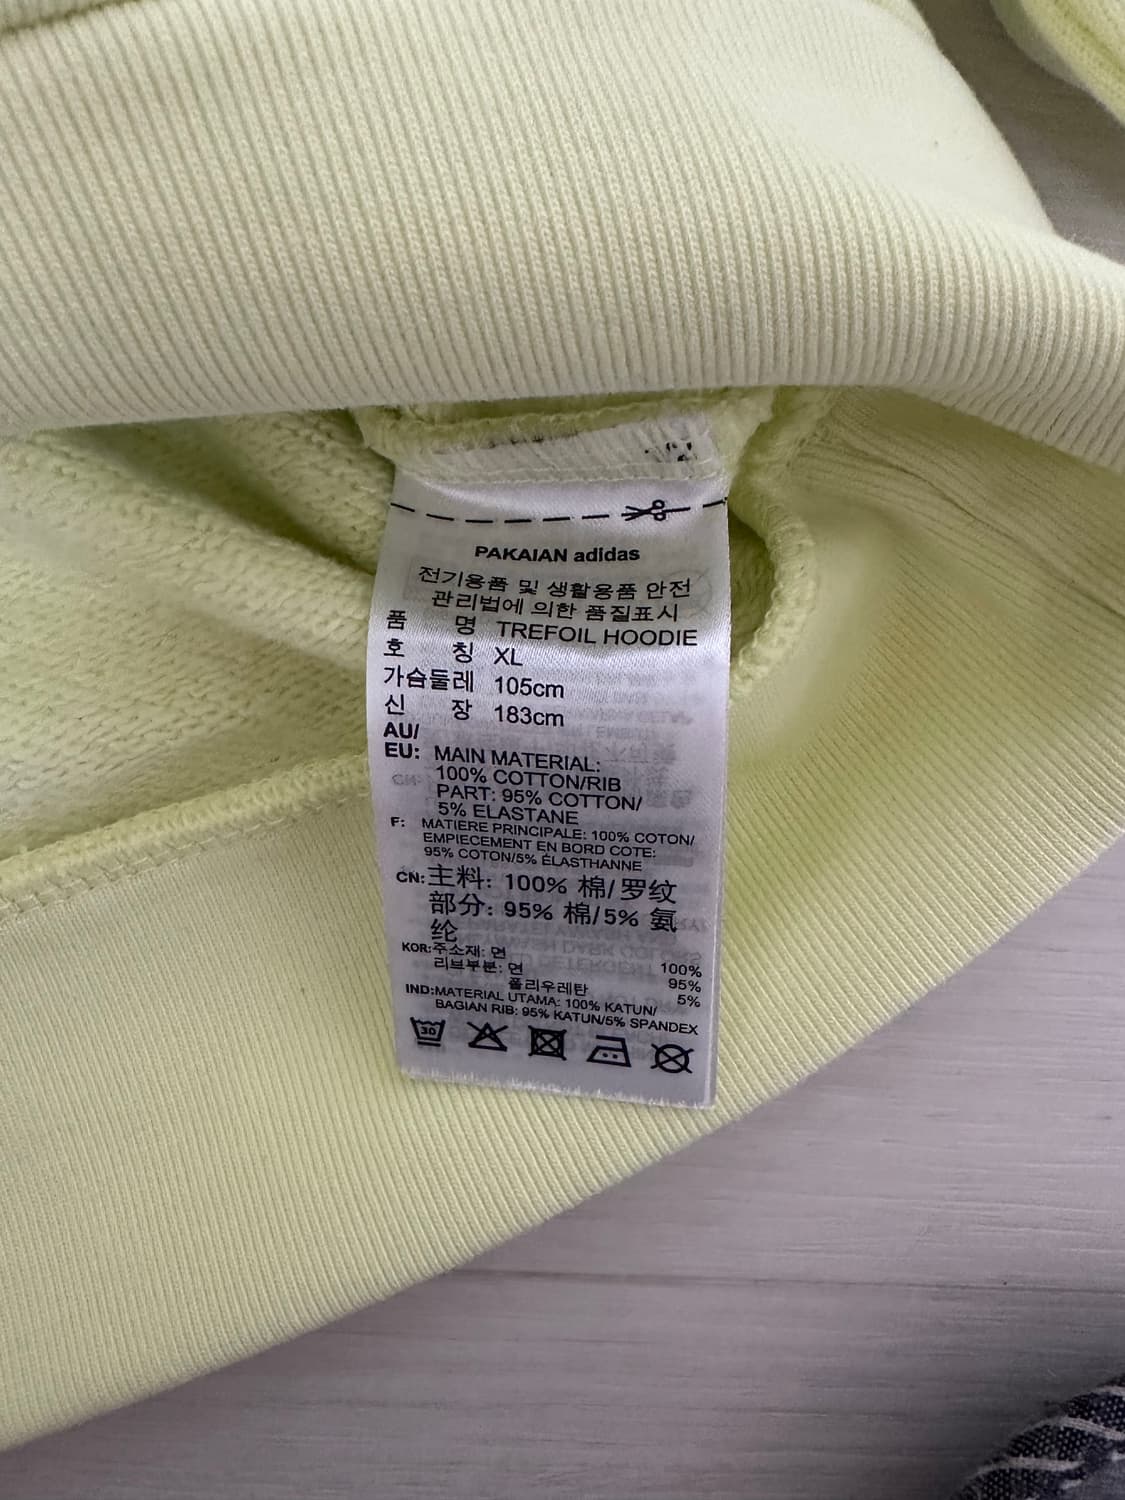 PAKAIAN adidas
전기용품 및 생활용품 안전
관리법에 의한 품질표시
품 명 TREFOIL HOODIE
호 칭 XL
가슴둘레 105cm
신 장 183cm
AU/
EU: MAIN MATERIAL:
100% COTTON/RIB
PART: 95% COTTON/
5% ELASTANE
F: MATIERE PRINCIPALE: 100% COTON/
EMPIECEMENT EN BORD COTE:
95% COTON/5% ÉLASTHANNE
CN: 主料: 100% 棉/罗纹
部分: 95% 棉/5% 氨
纶
KOR: 주소재: 면 100%
리브부분: 면 95%
폴리우레탄 5%
IND: MATERIAL UTAMA: 100% KATUN/
BAGIAN RIB: 95% KATUN/5% SPANDEX
30